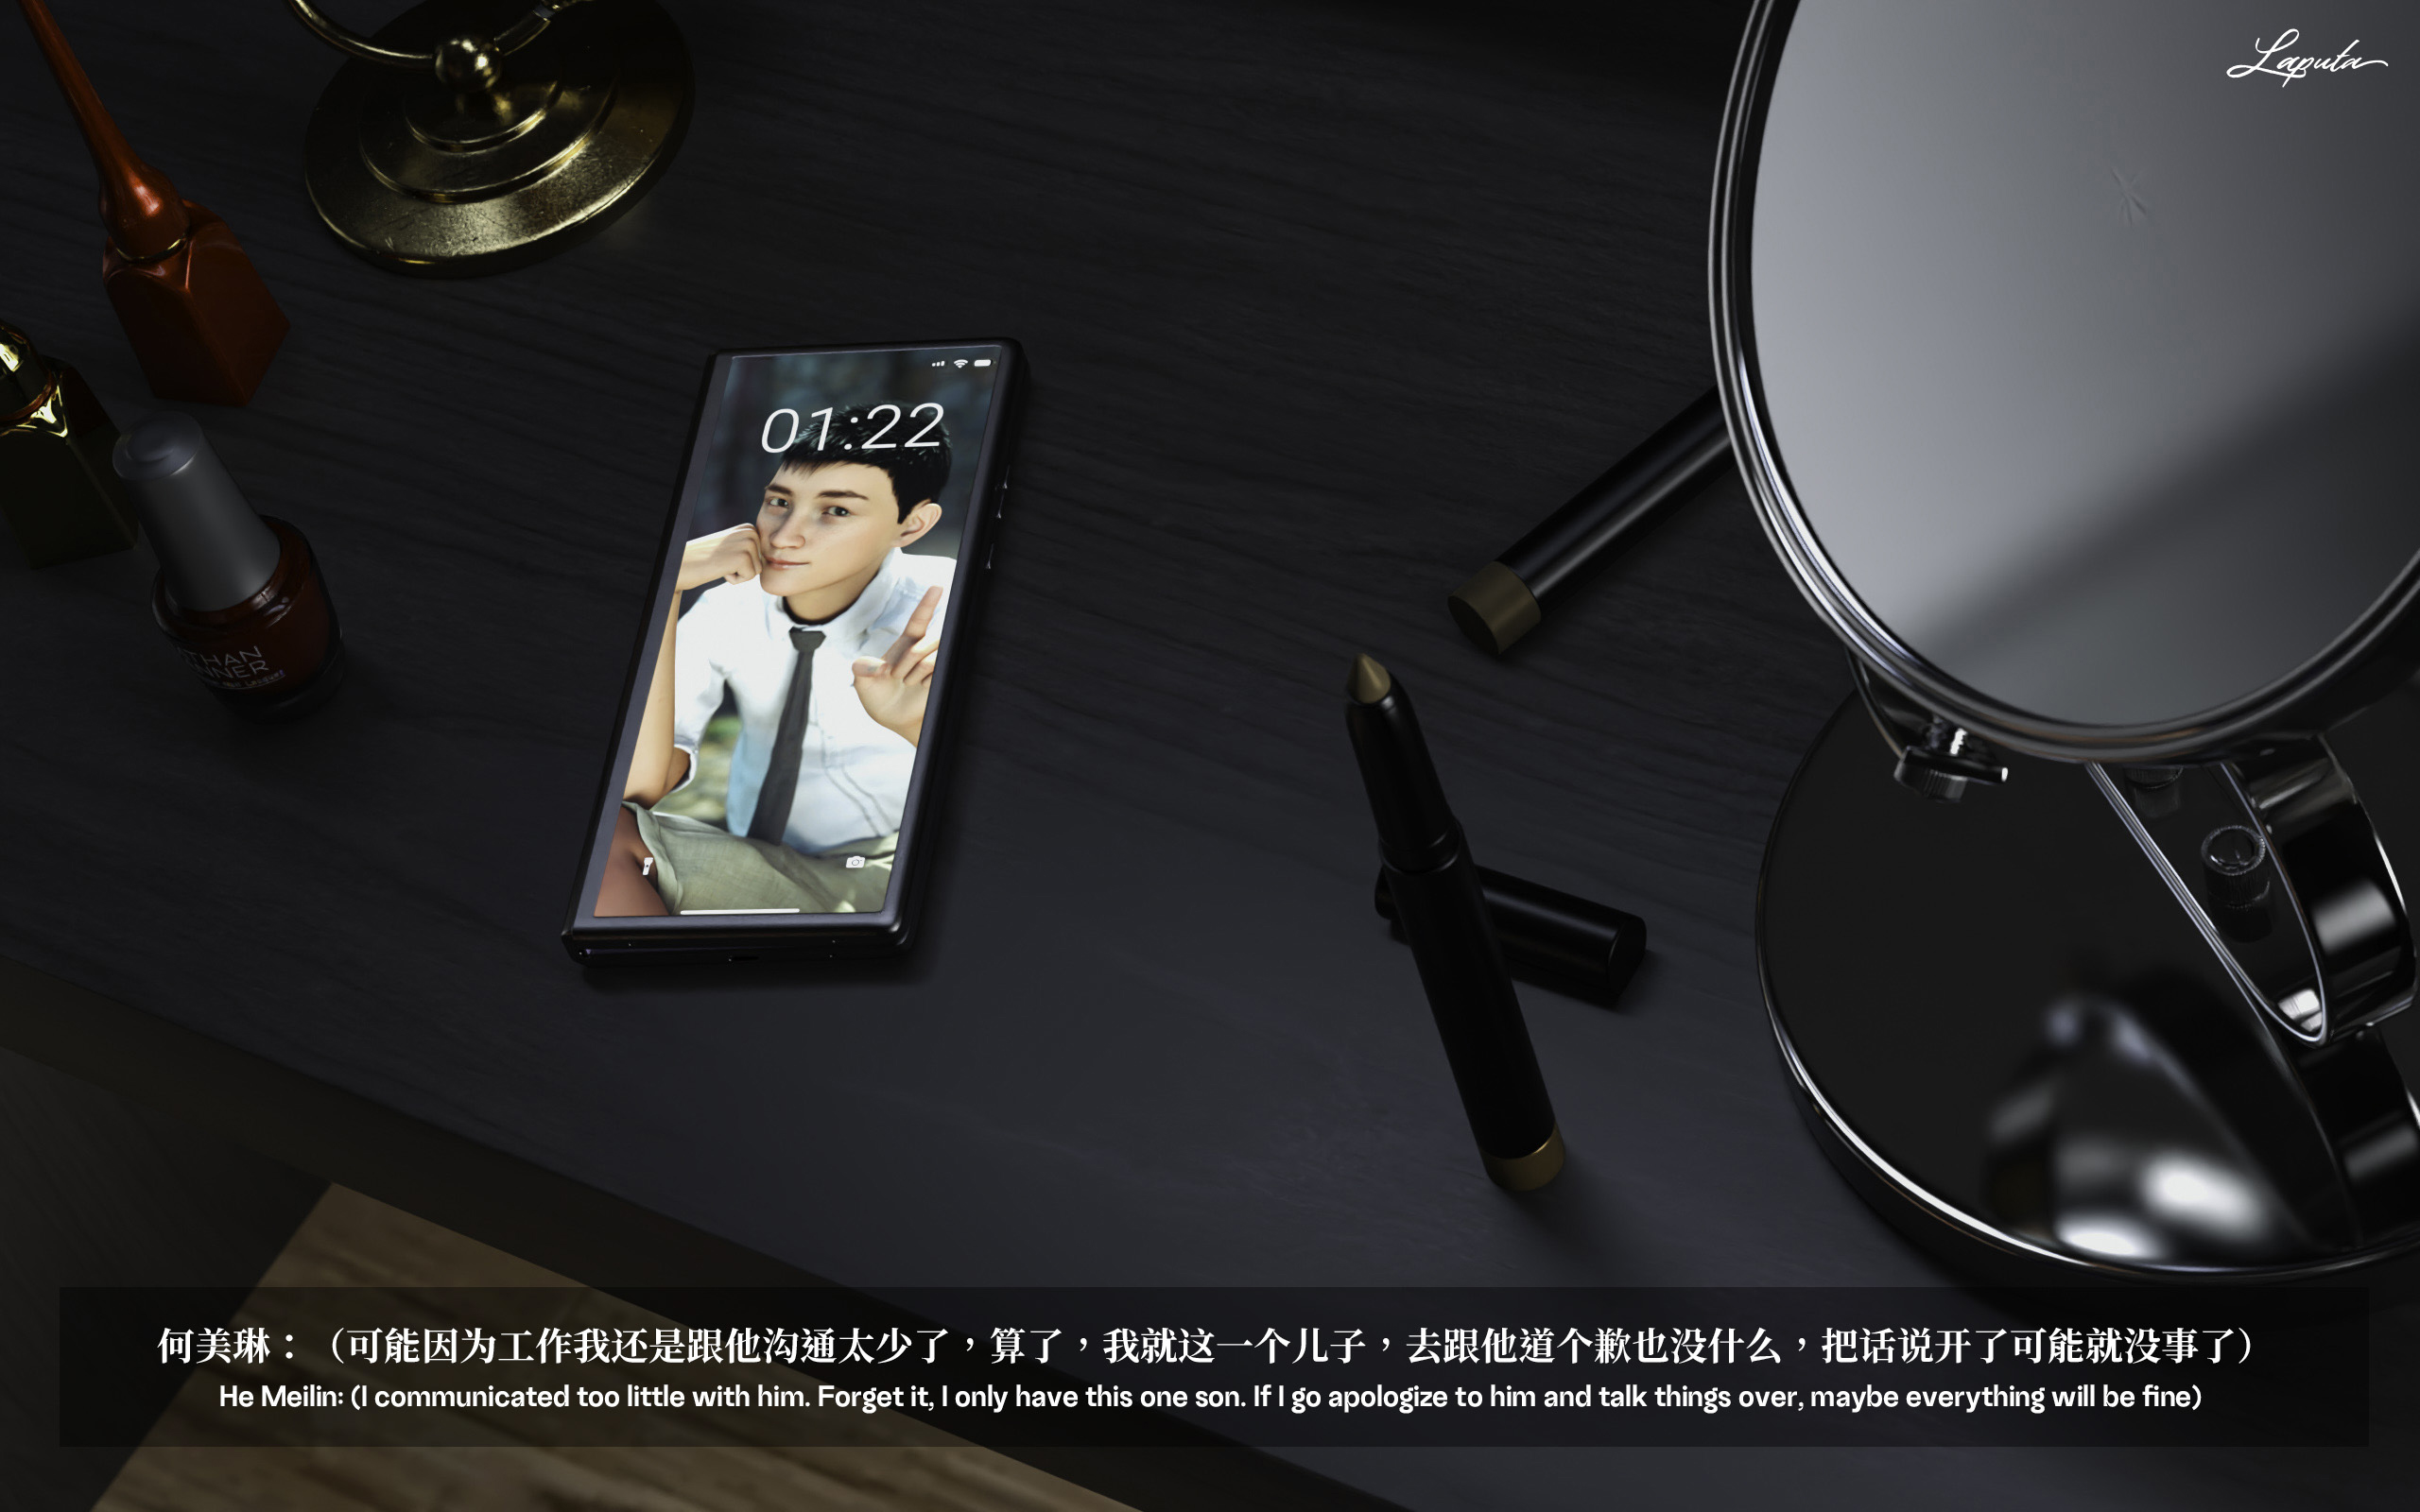 Laputa
01:22
何美琳：（可能因为工作我还是跟他沟通太少了，算了，我就这一个儿子，去跟他道个歉也没什么，把话说开了可能就没事了）
He Meilin: (I communicated too little with him. Forget it, I only have this one son. If I go apologize to him and talk things over, maybe everything will be fine)